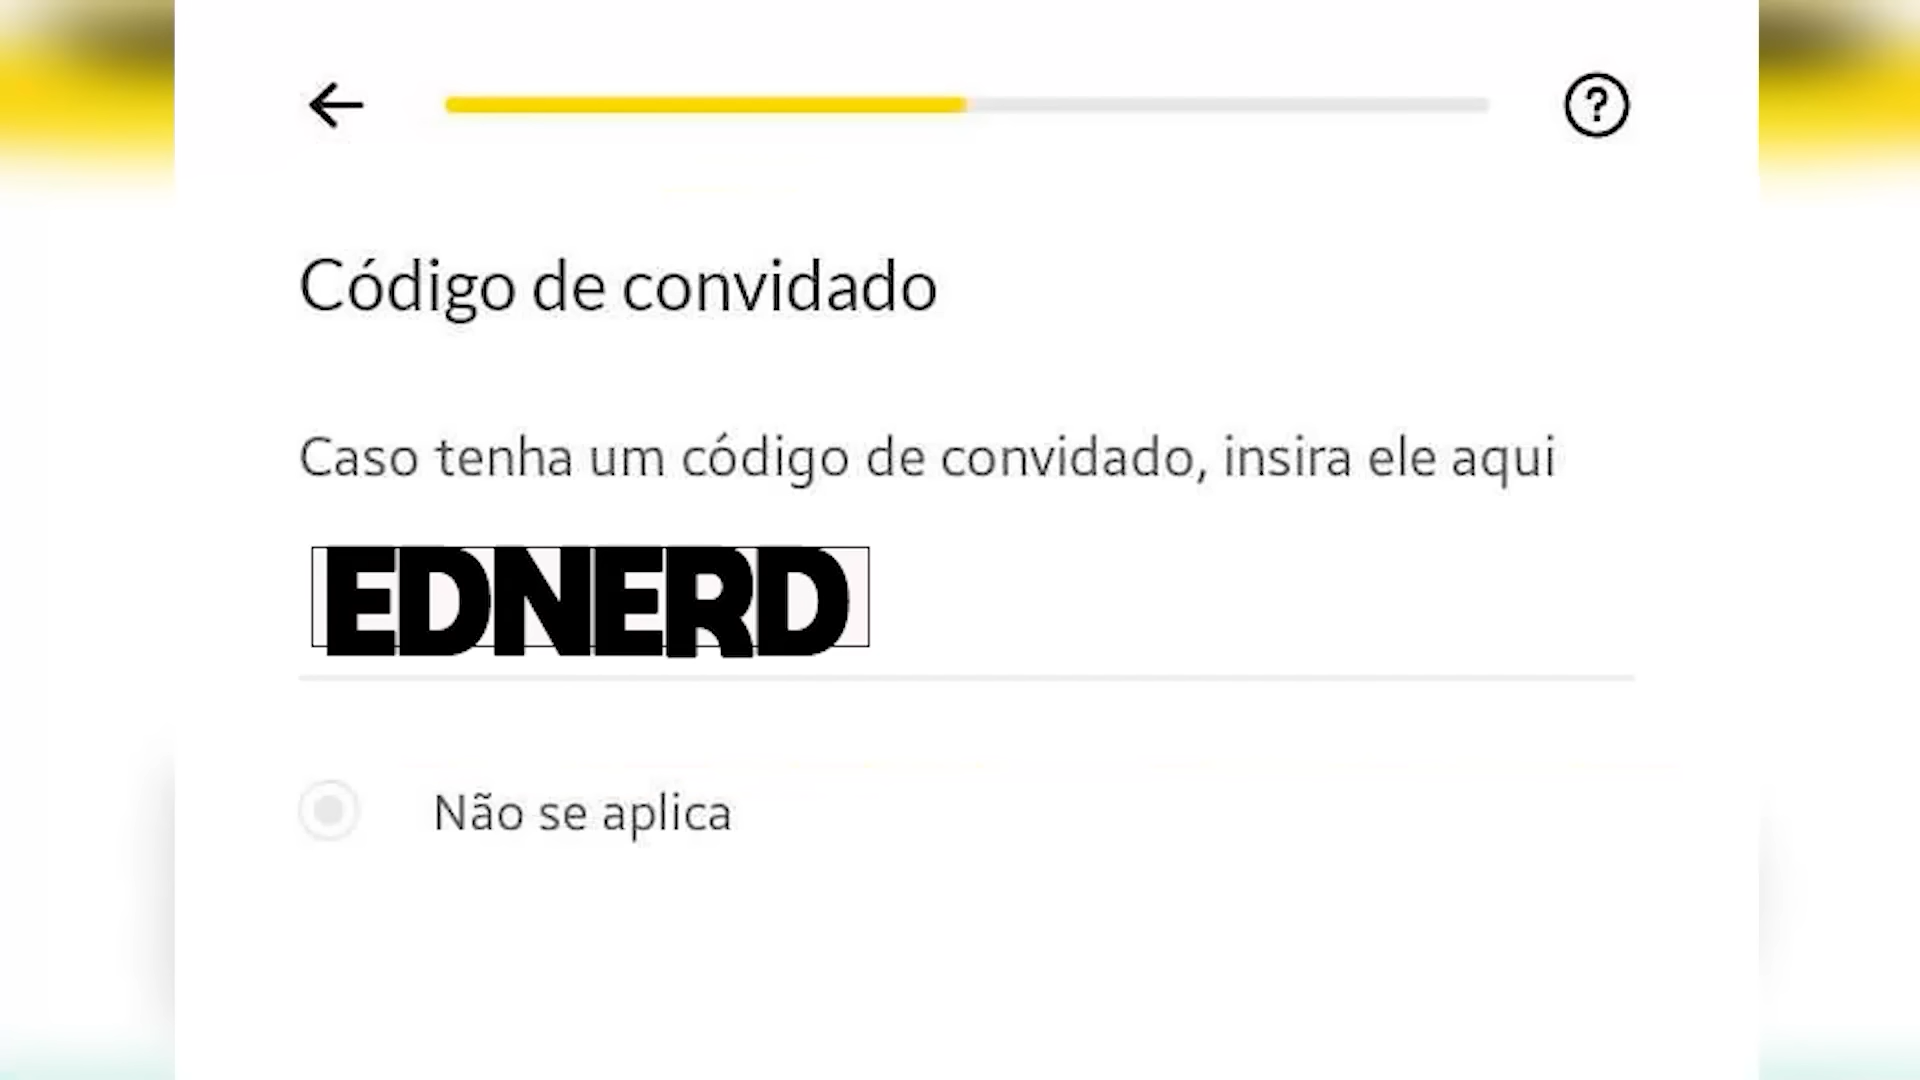 Código de convidado
Caso tenha um código de convidado, insira ele aqui
EDNERD
Não se aplica